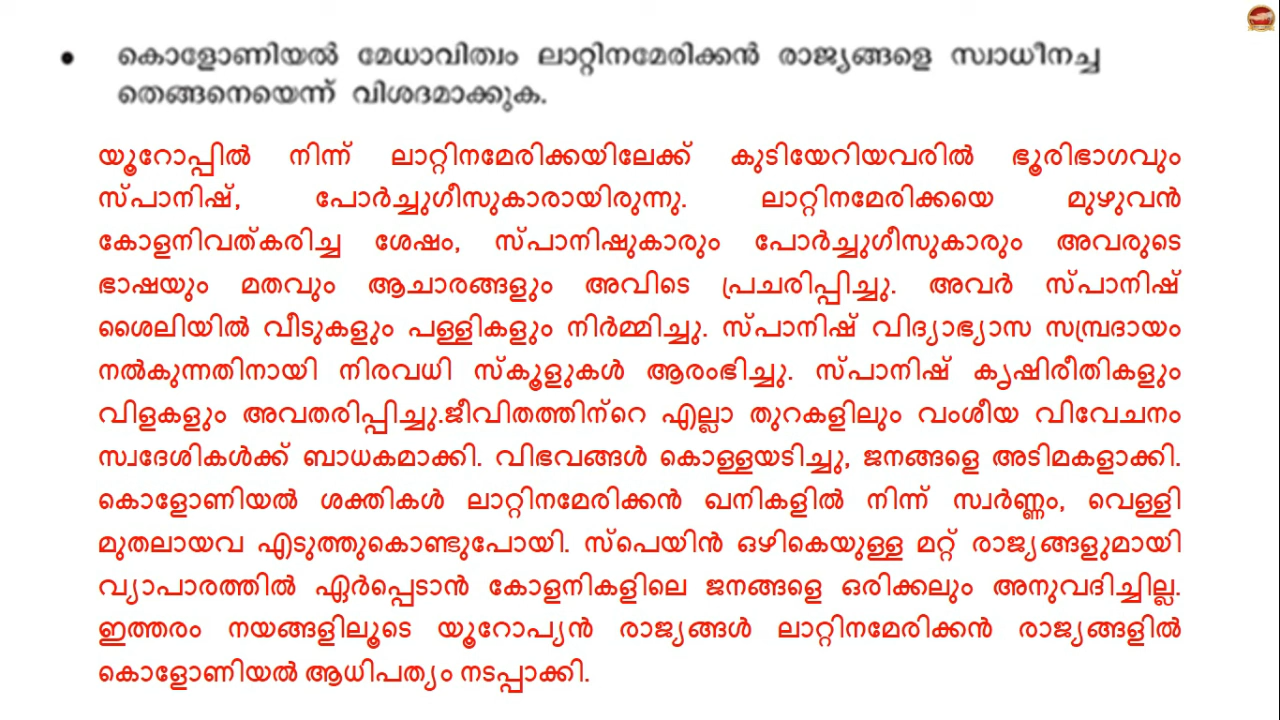 • കൊളോണിയൽ മേധാവിത്വം ലാറ്റിനമേരിക്കൻ രാജ്യങ്ങളെ സ്വാധീനച്ച
തെങ്ങനെയെന്ന് വിശദമാക്കുക.
യൂറോപ്പിൽ നിന്ന് ലാറ്റിനമേരിക്കയിലേക്ക് കുടിയേറിയവരിൽ ഭൂരിഭാഗവും
സ്പാനിഷ്, പോർച്ചുഗീസുകാരായിരുന്നു. ലാറ്റിനമേരിക്കയെ മുഴുവൻ
കോളനിവത്കരിച്ച ശേഷം, സ്പാനിഷുകാരും പോർച്ചുഗീസുകാരും അവരുടെ
ഭാഷയും മതവും ആചാരങ്ങളും അവിടെ പ്രചരിപ്പിച്ചു. അവർ സ്പാനിഷ്
ശൈലിയിൽ വീടുകളും പള്ളികളും നിർമ്മിച്ചു. സ്പാനിഷ് വിദ്യാഭ്യാസ സമ്പ്രദായം
നൽകുന്നതിനായി നിരവധി സ്കൂളുകൾ ആരംഭിച്ചു. സ്പാനിഷ് കൃഷിരീതികളും
വിളകളും അവതരിപ്പിച്ചു.ജീവിതത്തിന്റെ എല്ലാ തുറകളിലും വംശീയ വിവേചനം
സ്വദേശികൾക്ക് ബാധകമാക്കി. വിഭവങ്ങൾ കൊള്ളയടിച്ചു, ജനങ്ങളെ അടിമകളാക്കി.
കൊളോണിയൽ ശക്തികൾ ലാറ്റിനമേരിക്കൻ ഖനികളിൽ നിന്ന് സ്വർണ്ണം, വെള്ളി
മുതലായവ എടുത്തുകൊണ്ടുപോയി. സ്പെയിൻ ഒഴികെയുള്ള മറ്റ് രാജ്യങ്ങളുമായി
വ്യാപാരത്തിൽ ഏർപ്പെടാൻ കോളനികളിലെ ജനങ്ങളെ ഒരിക്കലും അനുവദിച്ചില്ല.
ഇത്തരം നയങ്ങളിലൂടെ യൂറോപ്യൻ രാജ്യങ്ങൾ ലാറ്റിനമേരിക്കൻ രാജ്യങ്ങളിൽ
കൊളോണിയൽ ആധിപത്യം നടപ്പാക്കി.